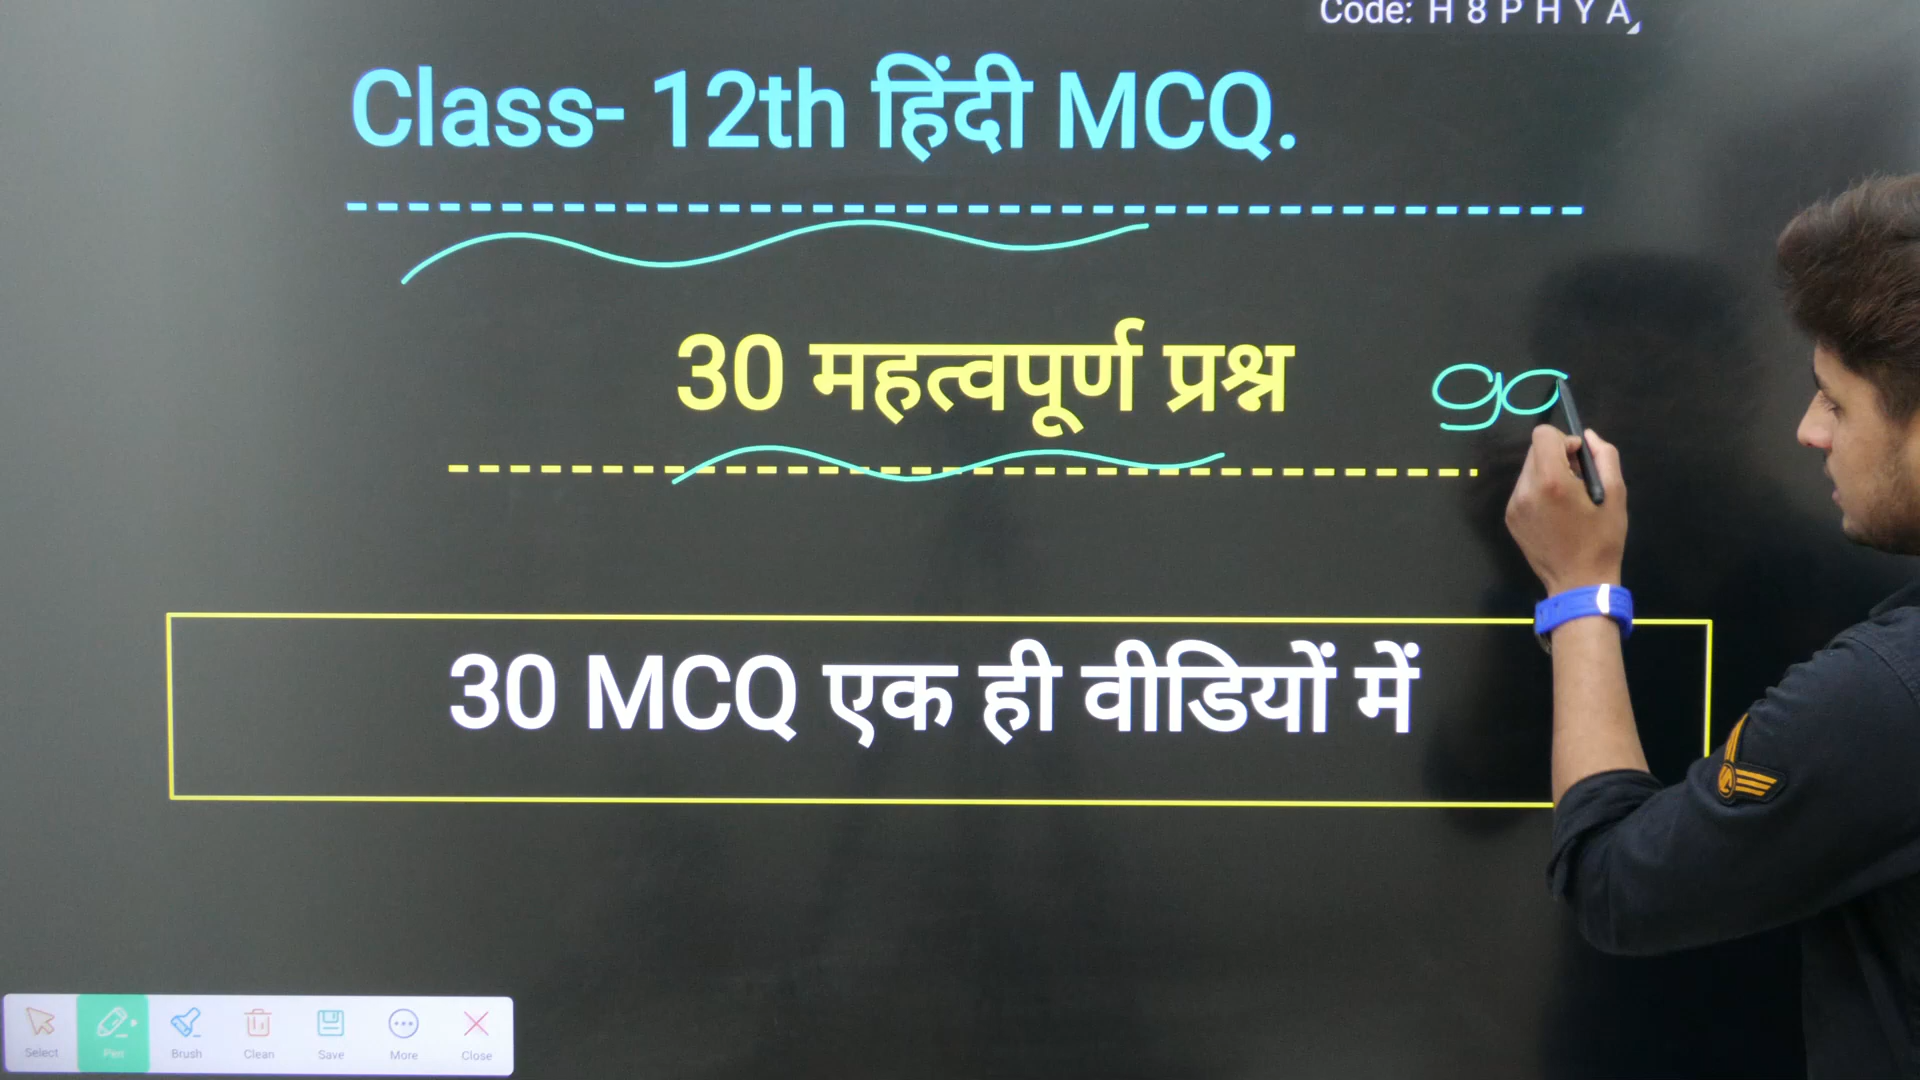 Code: H 8 P H Y A
Class- 12th हिंदी MCQ.
30 महत्वपूर्ण प्रश्न
90
30 MCQ एक ही वीडियों में
Select Pen Brush Clean Save More Close